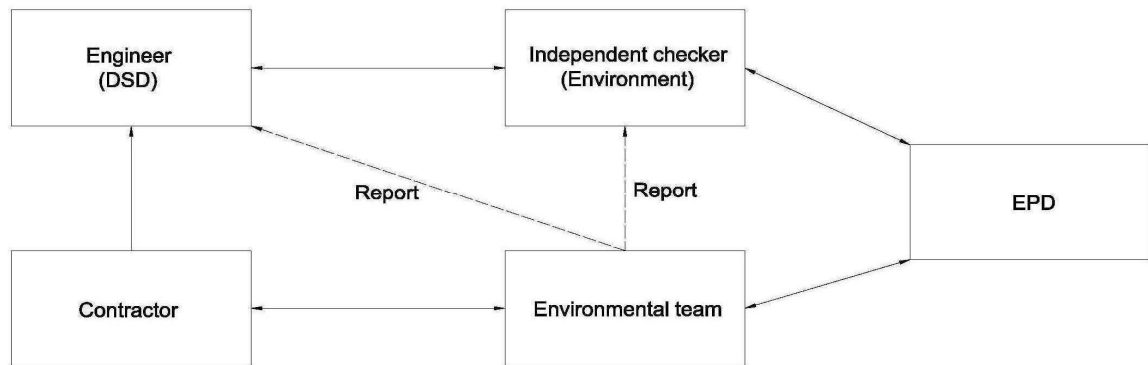 Engineer
(DSD)
Independent checker
(Environment)
Report
Report
EPD
Contractor
Environmental team